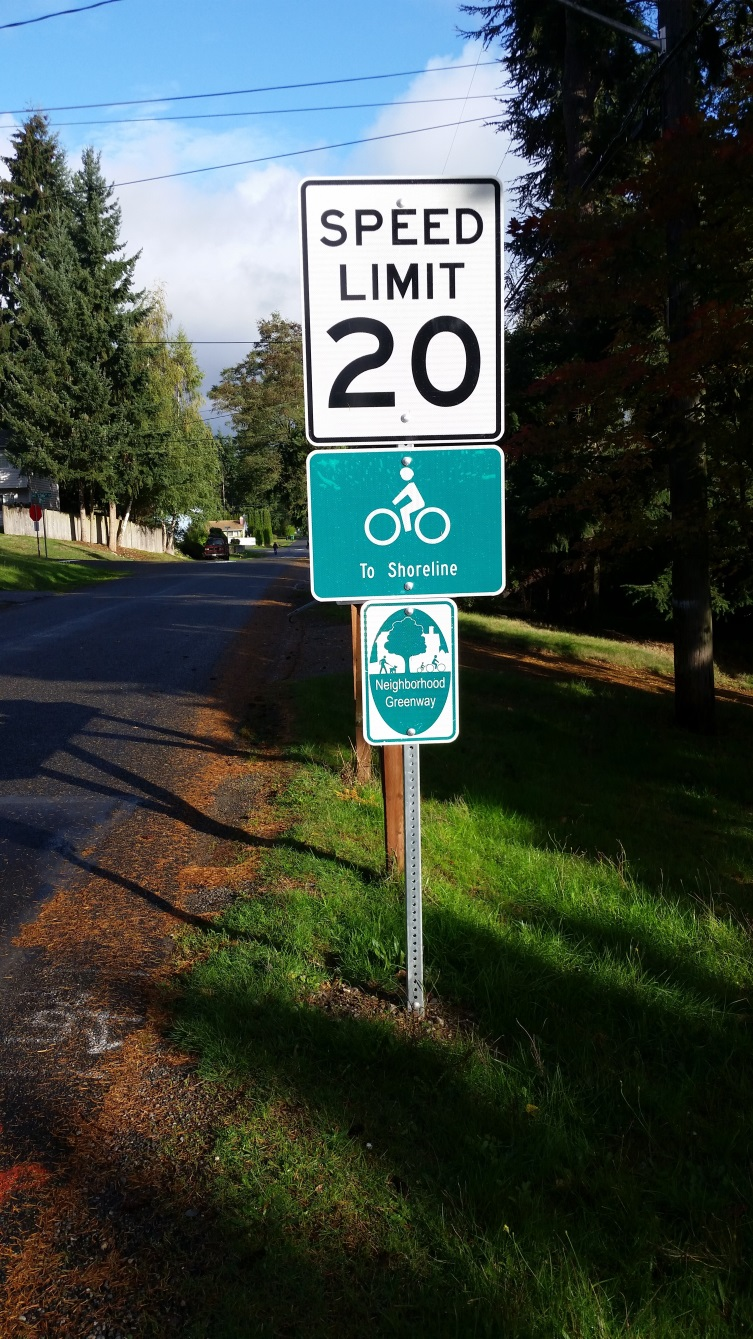 SPEED
LIMIT
20
To Shoreline
Neighborhood
Greenway